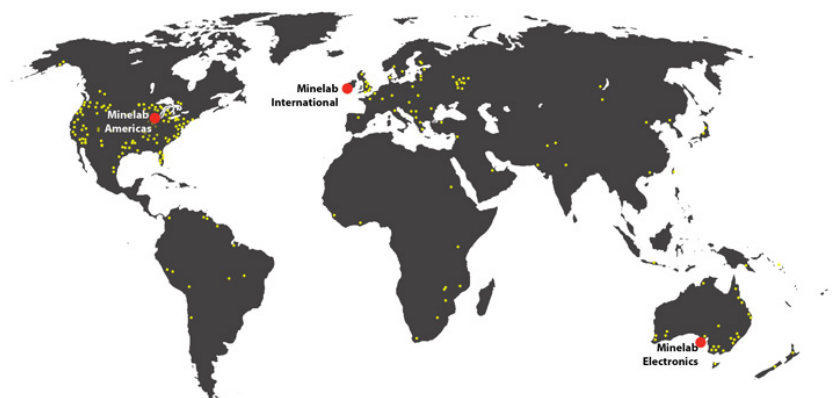 Minelab
International
Minelab
Americas
Minelab
Electronics